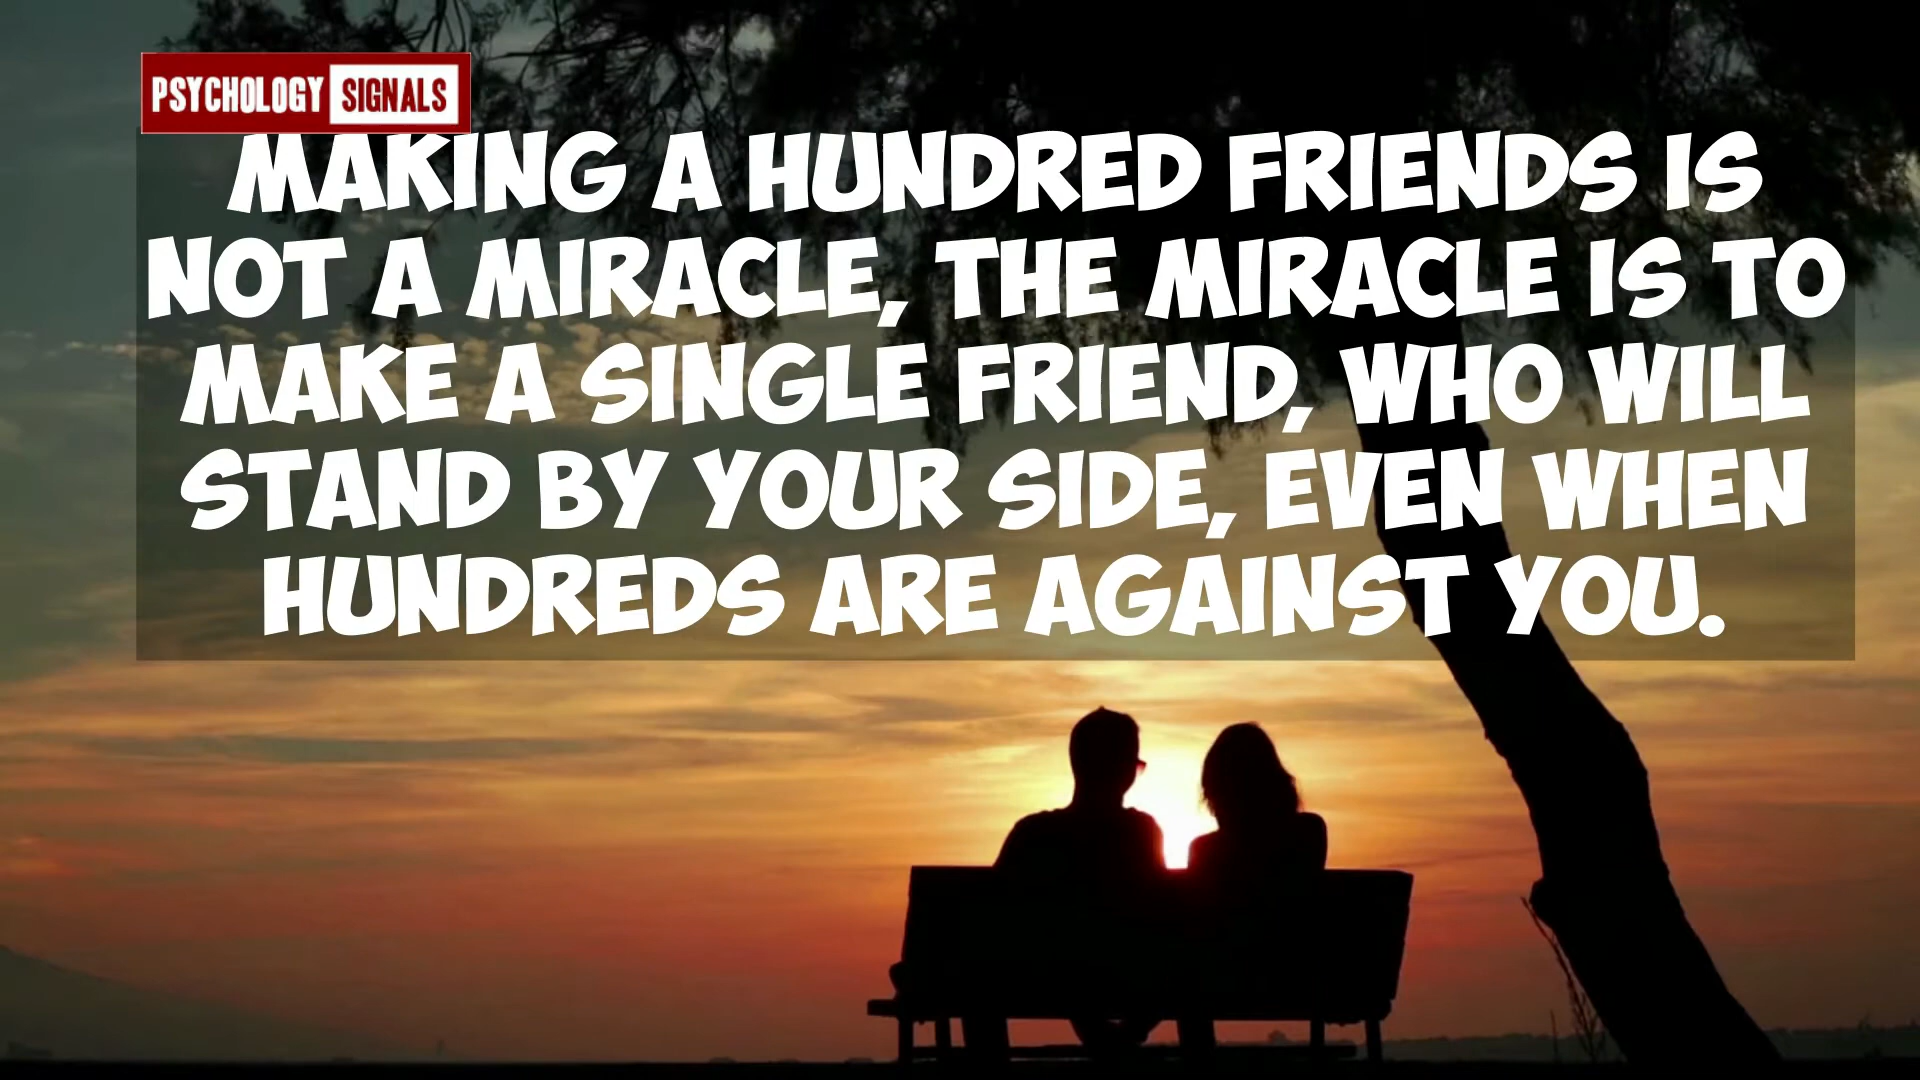 PSYCHOLOGY SIGNALS
MAKING A HUNDRED FRIENDS IS
NOT A MIRACLE, THE MIRACLE IS TO
MAKE A SINGLE FRIEND, WHO WILL
STAND BY YOUR SIDE, EVEN WHEN
HUNDREDS ARE AGAINST YOU.